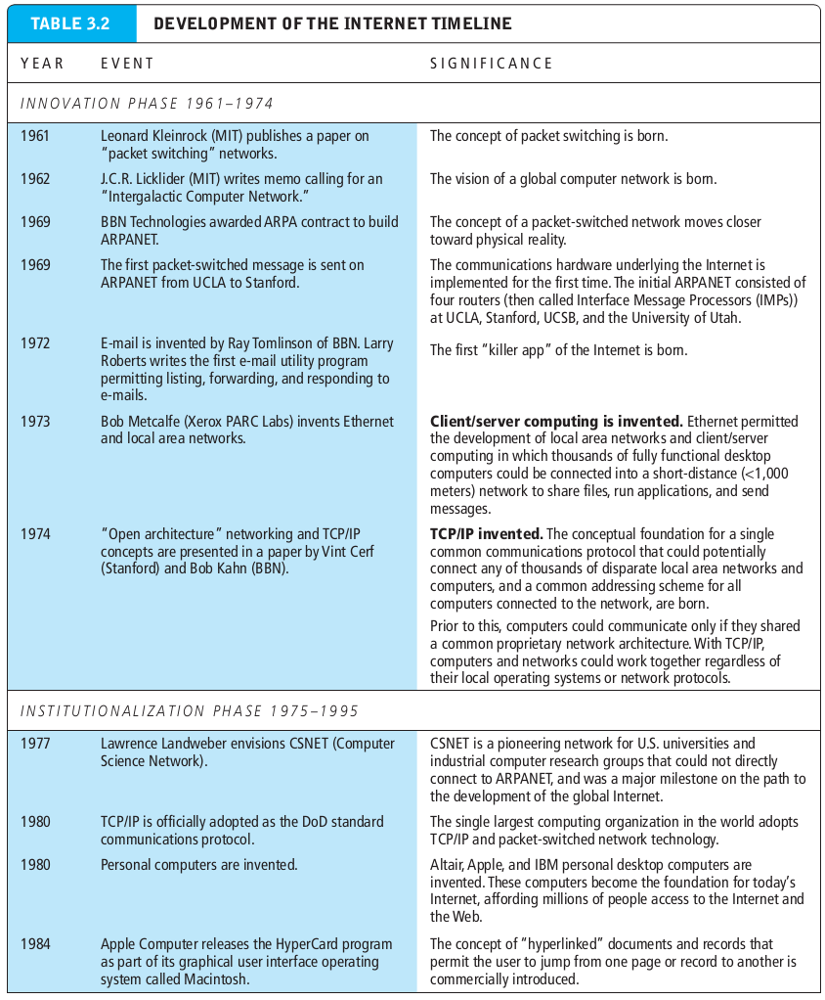 TABLE 3.2 DEVELOPMENT OF THE INTERNET TIMELINE
YEAR EVENT SIGNIFICANCE
INNOVATION PHASE 1961–1974
1961 Leonard Kleinrock (MIT) publishes a paper on
“packet switching” networks.
The concept of packet switching is born.
1962 J.C.R. Licklider (MIT) writes memo calling for an
“Intergalactic Computer Network.”
The vision of a global computer network is born.
1969 BBN Technologies awarded ARPA contract to build
ARPANET.
The concept of a packet-switched network moves closer
toward physical reality.
1969 The first packet-switched message is sent on
ARPANET from UCLA to Stanford.
The communications hardware underlying the Internet is
implemented for the first time. The initial ARPANET consisted of
four routers (then called Interface Message Processors (IMPs))
at UCLA, Stanford, UCSB, and the University of Utah.
1972 E-mail is invented by Ray Tomlinson of BBN. Larry
Roberts writes the first e-mail utility program
permitting listing, forwarding, and responding to
e-mails.
The first “killer app” of the Internet is born.
1973 Bob Metcalfe (Xerox PARC Labs) invents Ethernet
and local area networks.
Client/server computing is invented. Ethernet permitted
the development of local area networks and client/server
computing in which thousands of fully functional desktop
computers could be connected into a short-distance (<1,000
meters) network to share files, run applications, and send
messages.
1974 “Open architecture” networking and TCP/IP
concepts are presented in a paper by Vint Cerf
(Stanford) and Bob Kahn (BBN).
TCP/IP invented. The conceptual foundation for a single
common communications protocol that could potentially
connect any of thousands of disparate local area networks and
computers, and a common addressing scheme for all
computers connected to the network, are born.
Prior to this, computers could communicate only if they shared
a common proprietary network architecture. With TCP/IP,
computers and networks could work together regardless of
their local operating systems or network protocols.
INSTITUTIONALIZATION PHASE 1975–1995
1977 Lawrence Landweber envisions CSNET (Computer
Science Network).
CSNET is a pioneering network for U.S. universities and
industrial computer research groups that could not directly
connect to ARPANET, and was a major milestone on the path to
the development of the global Internet.
1980 TCP/IP is officially adopted as the DoD standard
communications protocol.
The single largest computing organization in the world adopts
TCP/IP and packet-switched network technology.
1980 Personal computers are invented.
Altair, Apple, and IBM personal desktop computers are
invented. These computers become the foundation for today’s
Internet, affording millions of people access to the Internet and
the Web.
1984 Apple Computer releases the HyperCard program
as part of its graphical user interface operating
system called Macintosh.
The concept of “hyperlinked” documents and records that
permit the user to jump from one page or record to another is
commercially introduced.